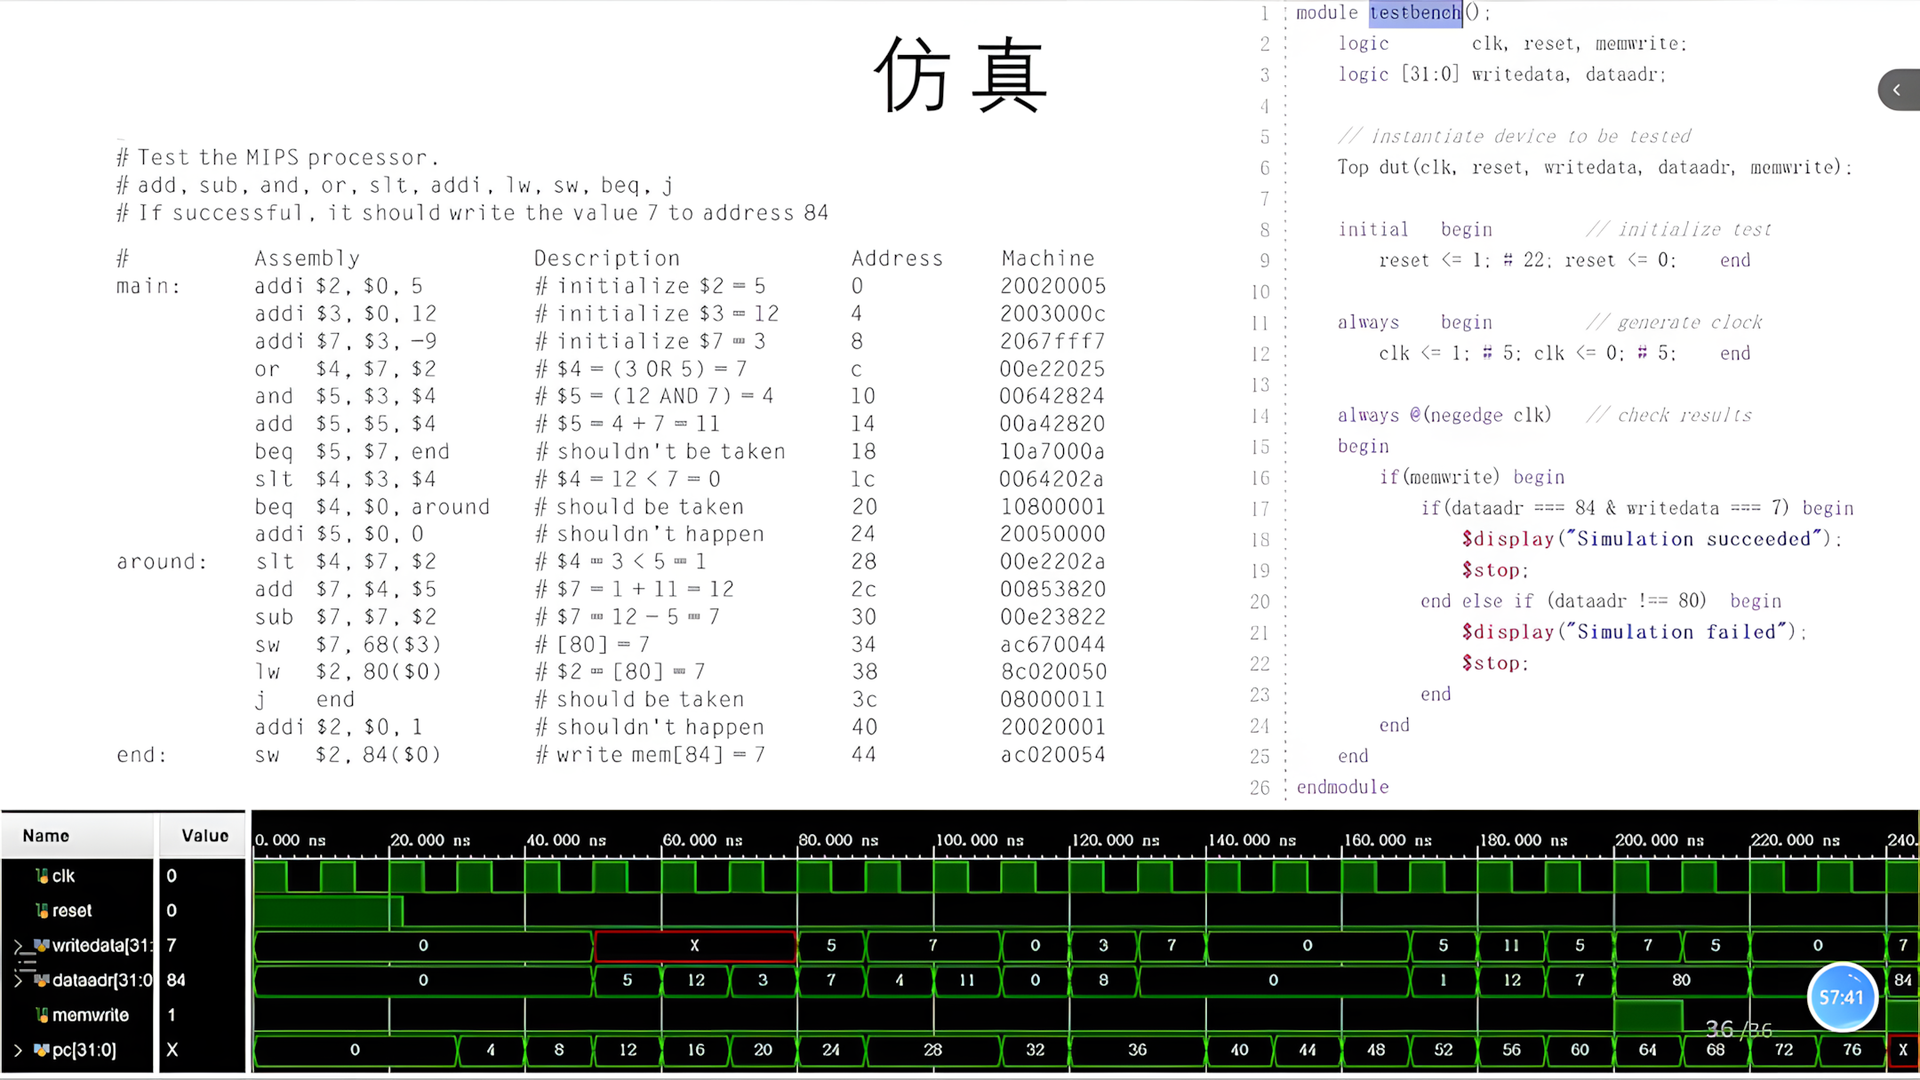 仿真
# Test the MIPS processor.
# add, sub, and, or, slt, addi, lw, sw, beq, j
# If successful, it should write the value 7 to address 84
# Assembly Description Address Machine
main: addi $2, $0, 5 # initialize $2 = 5 0 20020005
addi $3, $0, 12 # initialize $3 = 12 4 2003000c
addi $7, $3, −9 # initialize $7 = 3 8 2067fff7
or $4, $7, $2 # $4 = (3 OR 5) = 7 c 00e22025
and $5, $3, $4 # $5 = (12 AND 7) = 4 10 00642824
add $5, $5, $4 # $5 = 4 + 7 = 11 14 00a42820
beq $5, $7, end # shouldn't be taken 18 10a7000a
slt $4, $3, $4 # $4 = 12 < 7 = 0 1c 0064202a
beq $4, $0, around # should be taken 20 10800001
addi $5, $0, 0 # shouldn't happen 24 20050000
around: slt $4, $7, $2 # $4 = 3 < 5 = 1 28 00e2202a
add $7, $4, $5 # $7 = 1 + 11 = 12 2c 00853820
sub $7, $7, $2 # $7 = 12 − 5 = 7 30 00e23822
sw $7, 68($3) # [80] = 7 34 ac670044
lw $2, 80($0) # $2 = [80] = 7 38 8c020050
j end # should be taken 3c 08000011
addi $2, $0, 1 # shouldn't happen 40 20020001
end: sw $2, 84($0) # write mem[84] = 7 44 ac020054
1 module testbench();
2 logic clk, reset, memwrite;
3 logic [31:0] writedata, dataadr;
4
5 // instantiate device to be tested
6 Top dut(clk, reset, writedata, dataadr, memwrite);
7
8 initial begin // initialize test
9 reset <= 1; # 22; reset <= 0; end
10
11 always begin // generate clock
12 clk <= 1; # 5; clk <= 0; # 5; end
13
14 always @(negedge clk) // check results
15 begin
16 if(memwrite) begin
17 if(dataadr === 84 & writedata === 7) begin
18 $display("Simulation succeeded");
19 $stop;
20 end else if (dataadr !== 80) begin
21 $display("Simulation failed");
22 $stop;
23 end
24 end
25 end
26 endmodule
Name Value 0.000 ns 20.000 ns 40.000 ns 60.000 ns 80.000 ns 100.000 ns 120.000 ns 140.000 ns 160.000 ns 180.000 ns 200.000 ns 220.000 ns 240.
clk 0
reset 0
writedata[31: 7 0 X 5 7 0 3 7 0 5 11 5 7 5 0 7
dataadr[31:0 84 0 5 12 3 7 4 11 0 8 0 1 12 7 80 84
memwrite 1
pc[31:0] X 0 4 8 12 16 20 24 28 32 36 40 44 48 52 56 60 64 68 72 76 X
57:41
36 /36